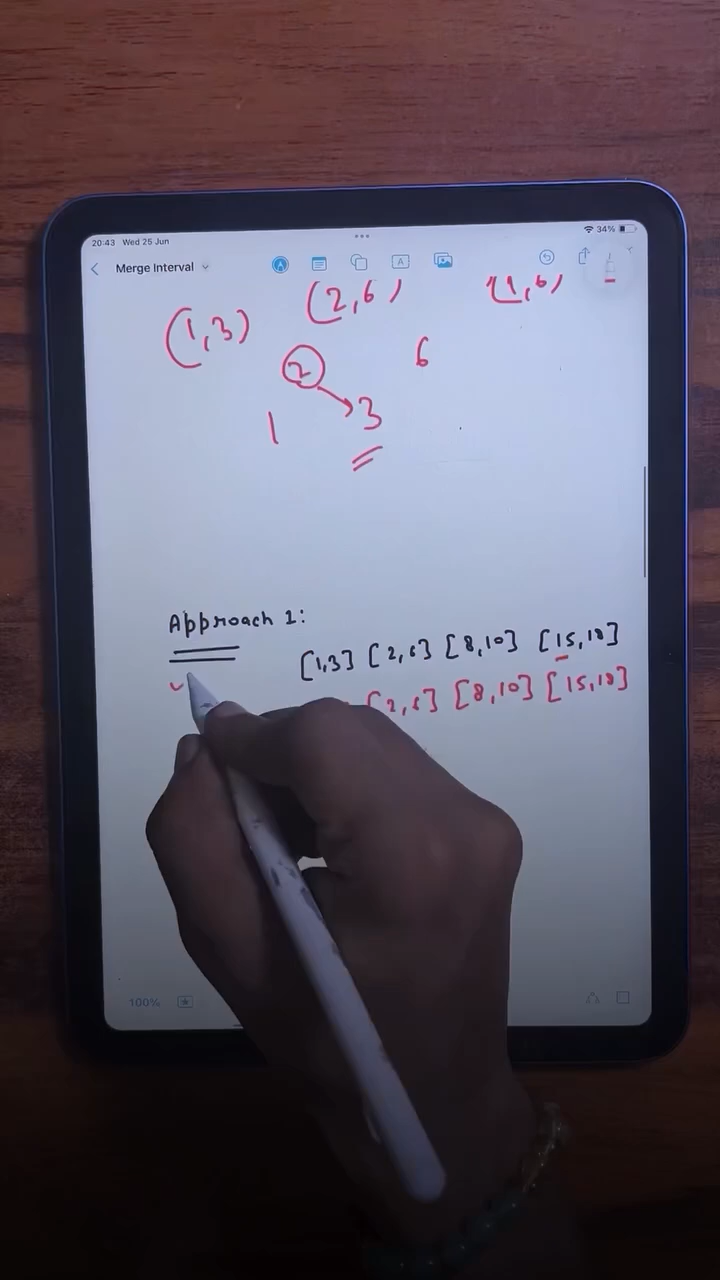 20:43 Wed 25 Jun 34%
Merge Interval
(1,3) (2,6) (1,6)
2 6
1 3
Approach 1:
[1,3] [2,6] [8,10] [15,18]
[2,6] [8,10] [15,18]
100%